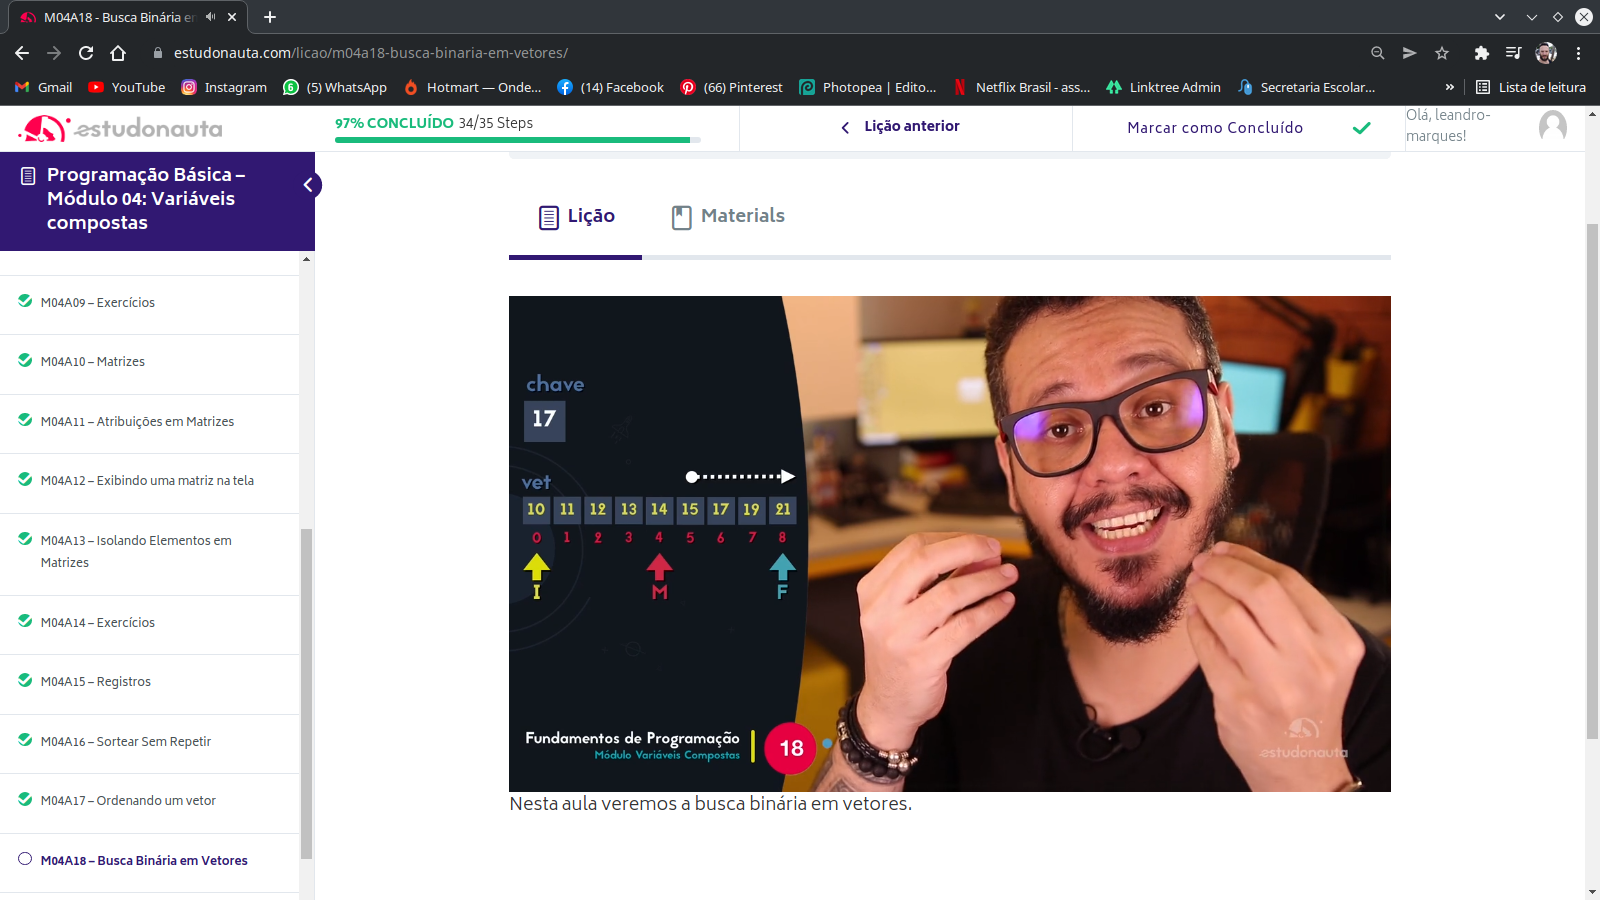 M04A18 - Busca Binária en
estudonauta.com/licao/m04a18-busca-binaria-em-vetores/
Gmail
YouTube
Instagram
(5) WhatsApp
Hotmart — Onde...
(14) Facebook
(66) Pinterest
Photopea | Edito...
Netflix Brasil - ass...
Linktree Admin
Secretaria Escolar...
»
Lista de leitura
estudonauta
97% CONCLUÍDO 34/35 Steps
Lição anterior
Marcar como Concluído
Olá, leandro-
marques!
Programação Básica –
Módulo 04: Variáveis
compostas
M04A09 – Exercícios
M04A10 – Matrizes
M04A11 – Atribuições em Matrizes
M04A12 – Exibindo uma matriz na tela
M04A13 – Isolando Elementos em
Matrizes
M04A14 – Exercícios
M04A15 – Registros
M04A16 – Sortear Sem Repetir
M04A17 – Ordenando um vetor
M04A18 – Busca Binária em Vetores
Lição
Materials
chave
17
vet
10 11 12 13 14 15 17 19 21
0 1 2 3 4 5 6 7 8
I M F
Fundamentos de Programação
Módulo Variáveis Compostas
18
estudonauta
Nesta aula veremos a busca binária em vetores.